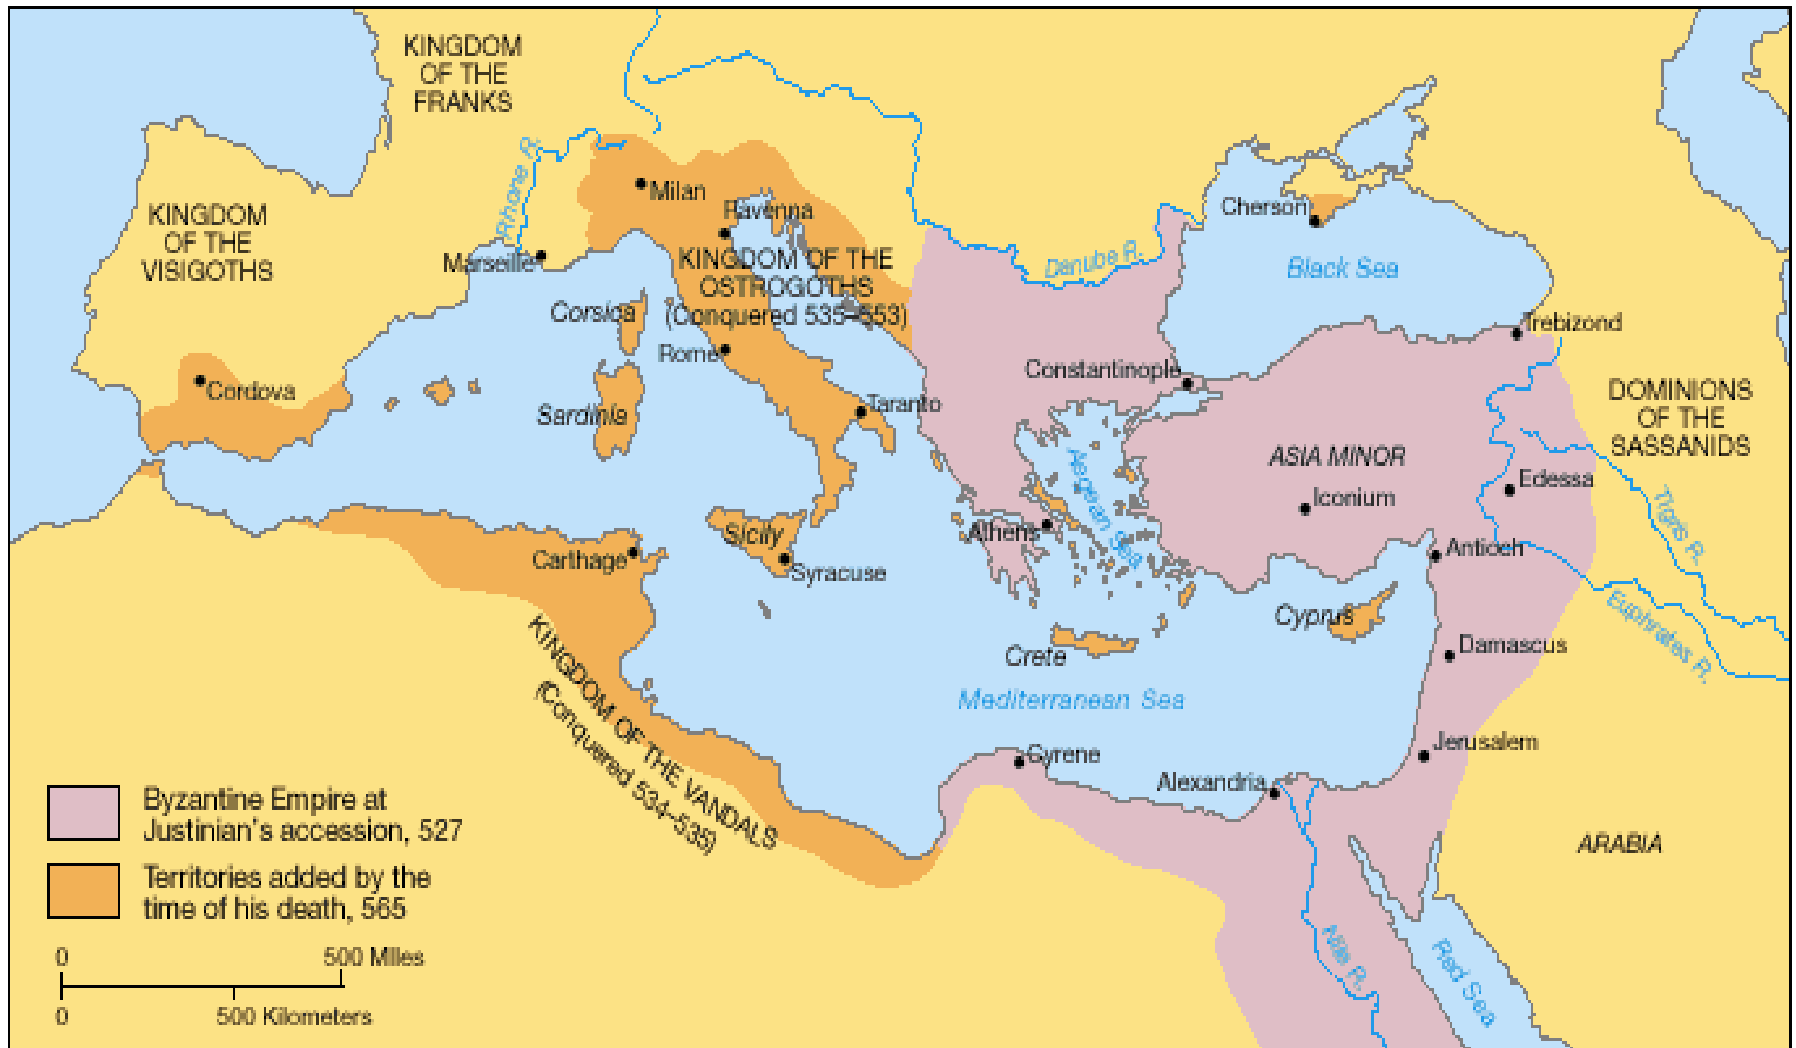 KINGDOM
OF THE
FRANKS
KINGDOM
OF THE
VISIGOTHS
Rhone R.
Milan
Ravenna
Marseille
KINGDOM OF THE
OSTROGOTHS
(Conquered 535–553)
Corsica
Rome
Cordova
Sardinia
Taranto
Danube R.
Cherson
Black Sea
Trebizond
Constantinople
DOMINIONS
OF THE
SASSANIDS
ASIA MINOR
Iconium
Edessa
Aegean Sea
Tigris R.
Athens
Antioch
Sicily
Carthage
Syracuse
Cyprus
Euphrates R.
Crete
Damascus
KINGDOM OF THE VANDALS
(Conquered 534–535)
Mediterranean Sea
Cyrene
Jerusalem
Alexandria
ARABIA
Nile R.
Red Sea
Byzantine Empire at
Justinian's accession, 527
Territories added by the
time of his death, 565
0 500 Miles
0 500 Kilometers